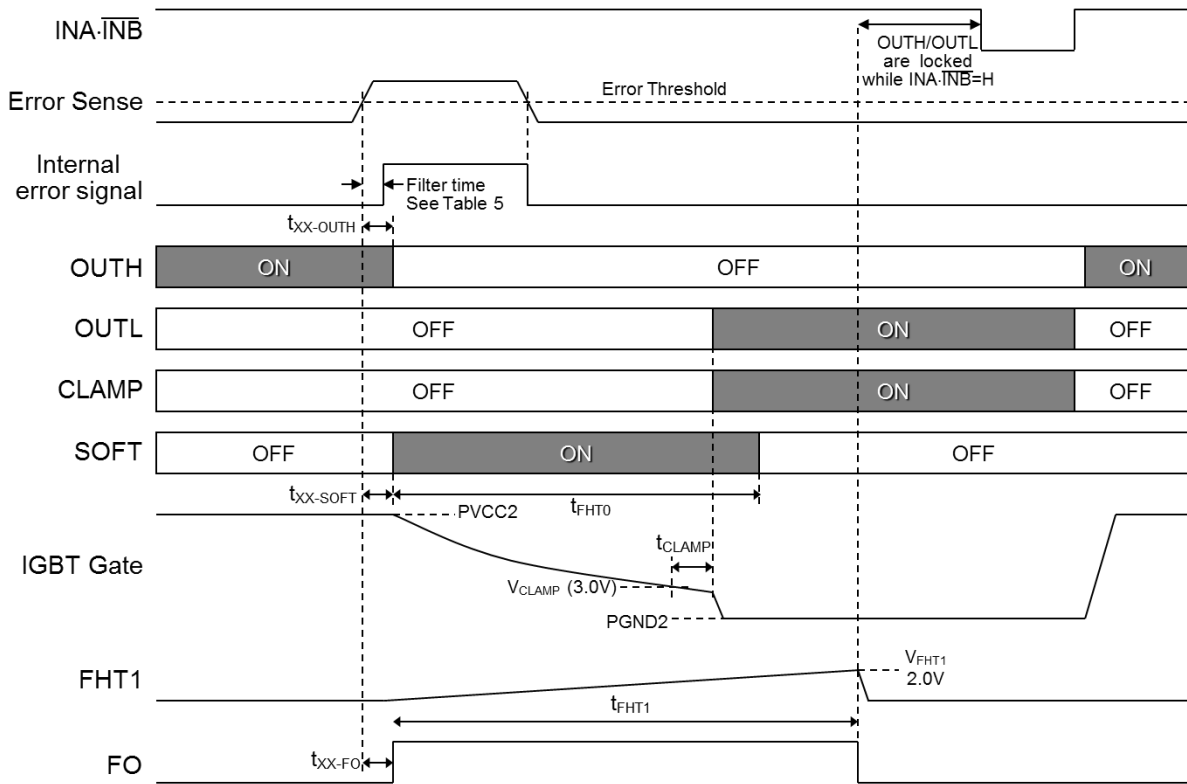 INA·I̅N̅B̅
OUTH/OUTL
are locked
while INA·I̅N̅B̅=H
Error Sense
Error Threshold
Internal
error signal
Filter time
See Table 5
tXX-OUTH
OUTH
ON
OFF
ON
OUTL
OFF
ON
OFF
CLAMP
OFF
ON
OFF
SOFT
OFF
ON
OFF
tXX-SOFT
tFHT0
PVCC2
IGBT Gate
tCLAMP
VCLAMP (3.0V)
PGND2
FHT1
VFHT1
2.0V
tFHT1
FO
tXX-FO